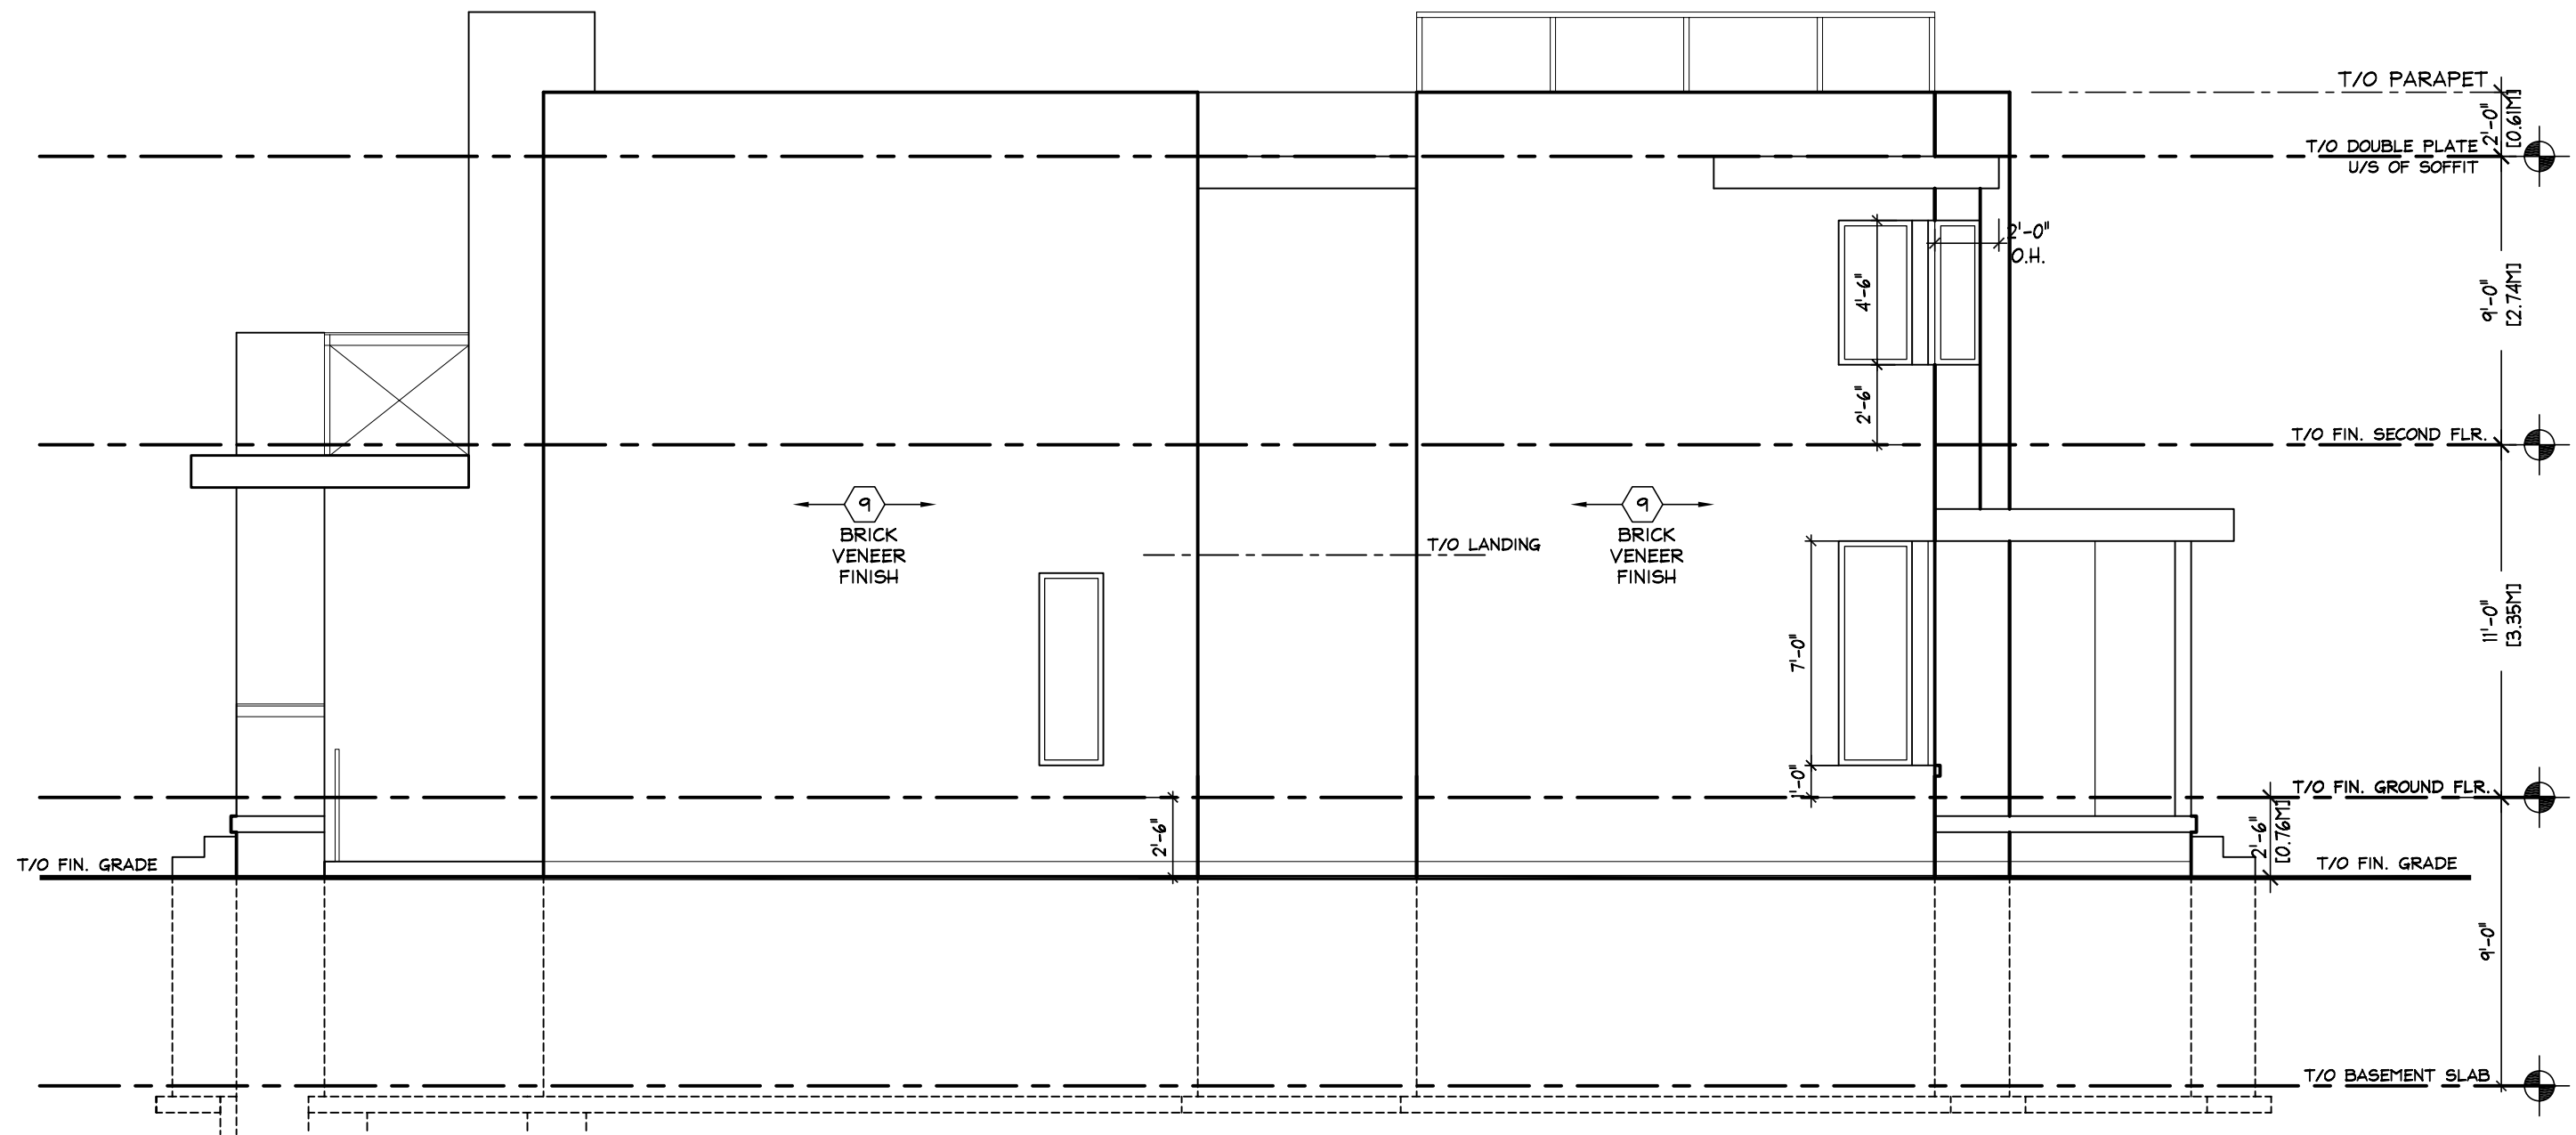 T/O PARAPET
2'-0"
[0.61M]
T/O DOUBLE PLATE
U/S OF SOFFIT
2'-0"
O.H.
4'-6"
9'-0"
[2.74M]
2'-6"
T/O FIN. SECOND FLR.
9
BRICK
VENEER
FINISH
9
BRICK
VENEER
FINISH
T/O LANDING
7'-0"
11'-0"
[3.35M]
1'-0"
T/O FIN. GROUND FLR.
2'-6"
2'-6"
[0.76M]
T/O FIN. GRADE
T/O FIN. GRADE
9'-0"
T/O BASEMENT SLAB